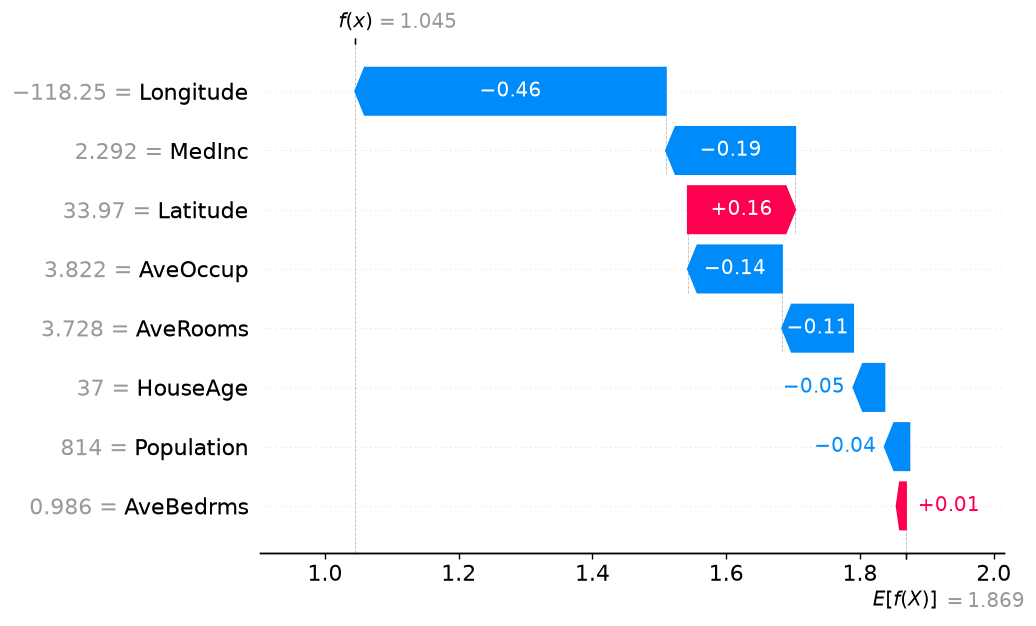 f(x) = 1.045
−118.25 = Longitude −0.46
2.292 = MedInc −0.19
33.97 = Latitude +0.16
3.822 = AveOccup −0.14
3.728 = AveRooms −0.11
37 = HouseAge −0.05
814 = Population −0.04
0.986 = AveBedrms +0.01
1.0 1.2 1.4 1.6 1.8 2.0
E[f(X)] = 1.869